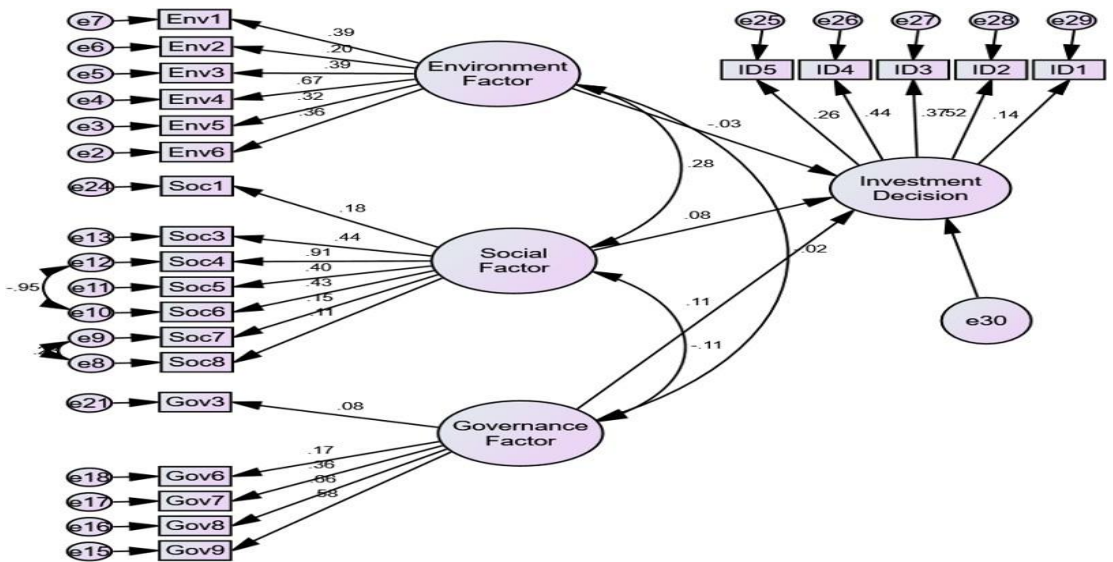 e7 Env1
e6 Env2
e5 Env3
e4 Env4
e3 Env5
e2 Env6
.39
.20
.39
.67
.32
.36
Environment
Factor
e24 Soc1
e13 Soc3
e12 Soc4
e11 Soc5
e10 Soc6
e9 Soc7
e8 Soc8
-.95
.18
.44
.91
.40
.43
.15
.11
Social
Factor
e21 Gov3
e18 Gov6
e17 Gov7
e16 Gov8
e15 Gov9
.08
.17
.36
.66
.58
Governance
Factor
-.03
.28
.08
.02
.11
-.11
e25 e26 e27 e28 e29
ID5 ID4 ID3 ID2 ID1
.26 .44 .37 .52 .14
Investment
Decision
e30